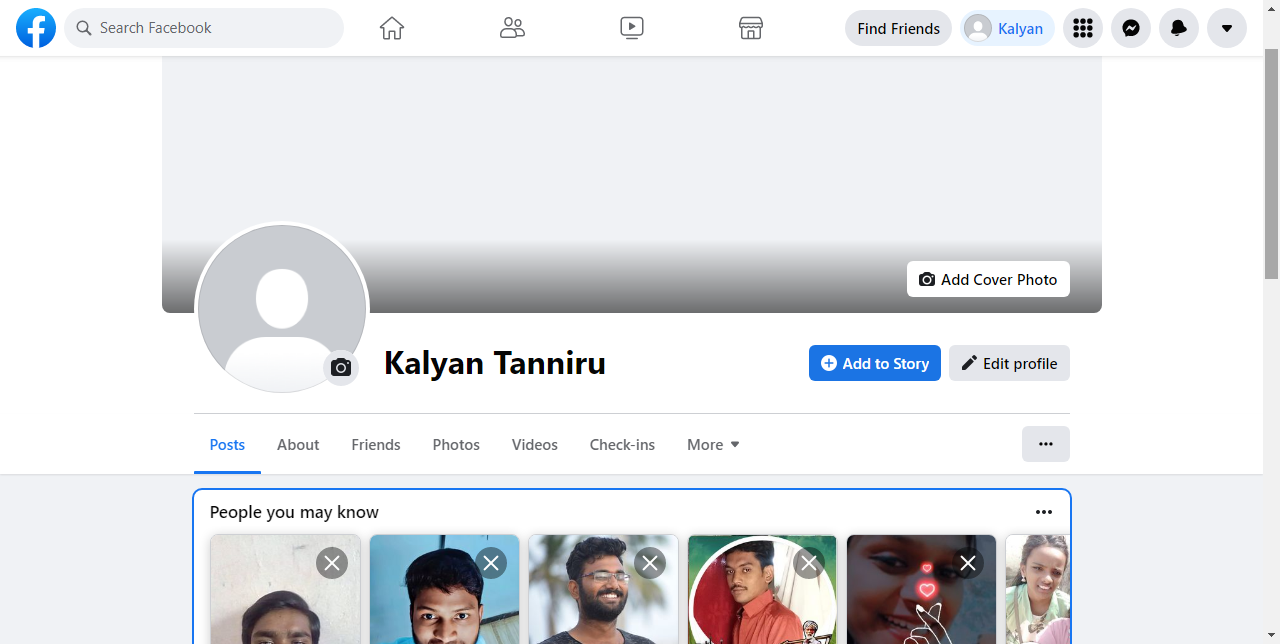 Search Facebook
Find Friends
Kalyan
Add Cover Photo
Kalyan Tanniru
Add to Story
Edit profile
Posts
About
Friends
Photos
Videos
Check-ins
More
People you may know